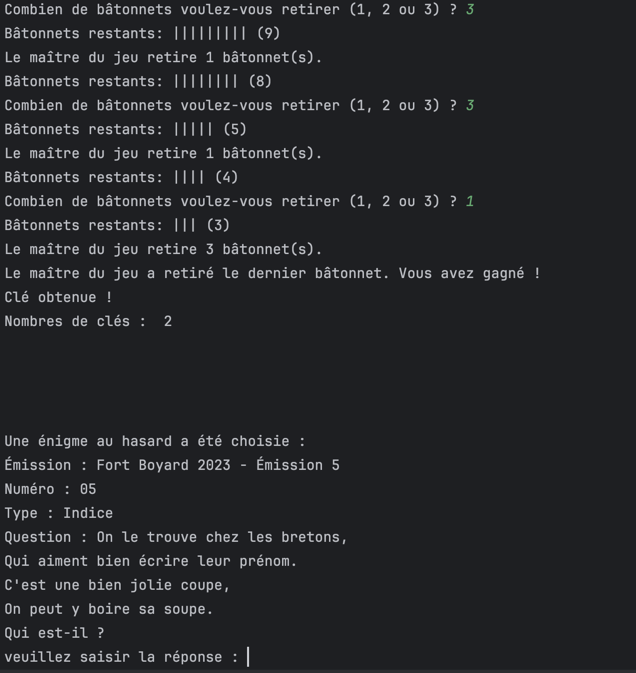 Combien de bâtonnets voulez-vous retirer (1, 2 ou 3) ? 3
Bâtonnets restants: ||||||||| (9)
Le maître du jeu retire 1 bâtonnet(s).
Bâtonnets restants: |||||||| (8)
Combien de bâtonnets voulez-vous retirer (1, 2 ou 3) ? 3
Bâtonnets restants: ||||| (5)
Le maître du jeu retire 1 bâtonnet(s).
Bâtonnets restants: |||| (4)
Combien de bâtonnets voulez-vous retirer (1, 2 ou 3) ? 1
Bâtonnets restants: ||| (3)
Le maître du jeu retire 3 bâtonnet(s).
Le maître du jeu a retiré le dernier bâtonnet. Vous avez gagné !
Clé obtenue !
Nombres de clés :  2
Une énigme au hasard a été choisie :
Émission : Fort Boyard 2023 - Émission 5
Numéro : 05
Type : Indice
Question : On le trouve chez les bretons,
Qui aiment bien écrire leur prénom.
C'est une bien jolie coupe,
On peut y boire sa soupe.
Qui est-il ?
veuillez saisir la réponse :